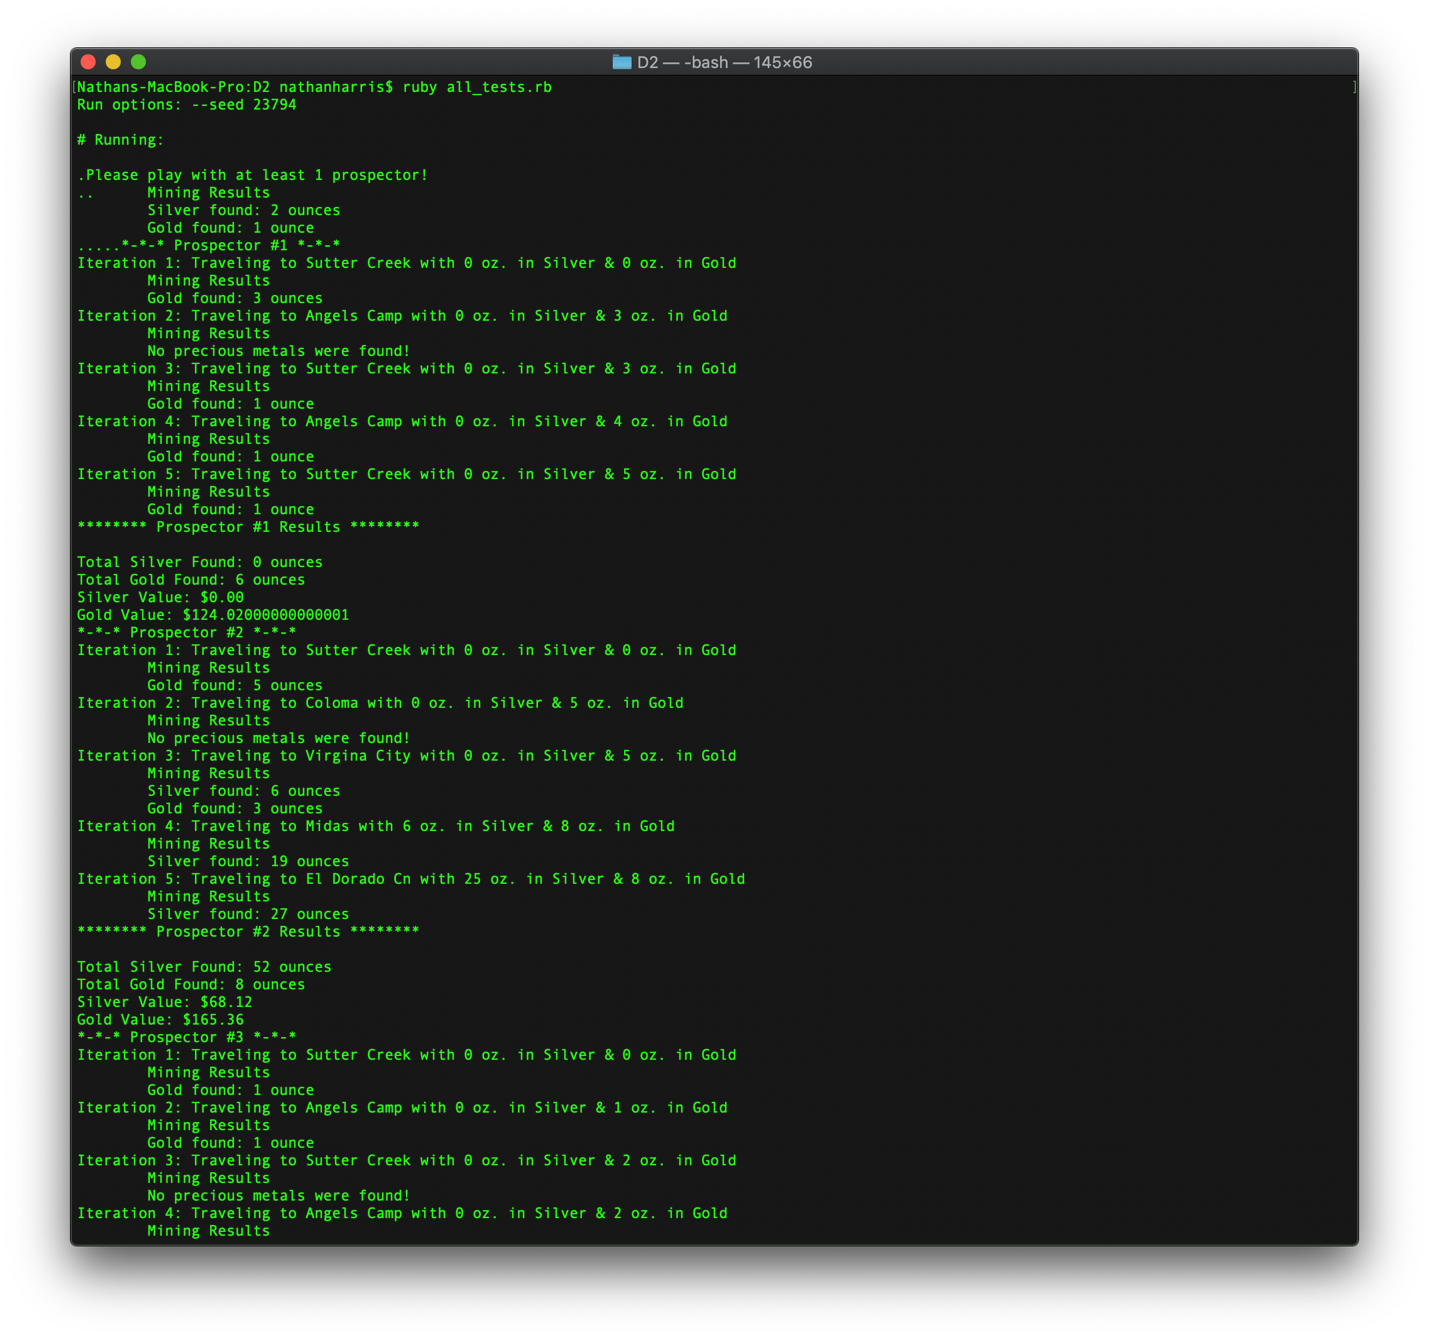 D2 — -bash — 145×66
[Nathans-MacBook-Pro:D2 nathanharris$ ruby all_tests.rb ]
Run options: --seed 23794
# Running:
.Please play with at least 1 prospector!
..      Mining Results
        Silver found: 2 ounces
        Gold found: 1 ounce
.....*-*-* Prospector #1 *-*-*
Iteration 1: Traveling to Sutter Creek with 0 oz. in Silver & 0 oz. in Gold
        Mining Results
        Gold found: 3 ounces
Iteration 2: Traveling to Angels Camp with 0 oz. in Silver & 3 oz. in Gold
        Mining Results
        No precious metals were found!
Iteration 3: Traveling to Sutter Creek with 0 oz. in Silver & 3 oz. in Gold
        Mining Results
        Gold found: 1 ounce
Iteration 4: Traveling to Angels Camp with 0 oz. in Silver & 4 oz. in Gold
        Mining Results
        Gold found: 1 ounce
Iteration 5: Traveling to Sutter Creek with 0 oz. in Silver & 5 oz. in Gold
        Mining Results
        Gold found: 1 ounce
******** Prospector #1 Results ********
Total Silver Found: 0 ounces
Total Gold Found: 6 ounces
Silver Value: $0.00
Gold Value: $124.02000000000001
*-*-* Prospector #2 *-*-*
Iteration 1: Traveling to Sutter Creek with 0 oz. in Silver & 0 oz. in Gold
        Mining Results
        Gold found: 5 ounces
Iteration 2: Traveling to Coloma with 0 oz. in Silver & 5 oz. in Gold
        Mining Results
        No precious metals were found!
Iteration 3: Traveling to Virgina City with 0 oz. in Silver & 5 oz. in Gold
        Mining Results
        Silver found: 6 ounces
        Gold found: 3 ounces
Iteration 4: Traveling to Midas with 6 oz. in Silver & 8 oz. in Gold
        Mining Results
        Silver found: 19 ounces
Iteration 5: Traveling to El Dorado Cn with 25 oz. in Silver & 8 oz. in Gold
        Mining Results
        Silver found: 27 ounces
******** Prospector #2 Results ********
Total Silver Found: 52 ounces
Total Gold Found: 8 ounces
Silver Value: $68.12
Gold Value: $165.36
*-*-* Prospector #3 *-*-*
Iteration 1: Traveling to Sutter Creek with 0 oz. in Silver & 0 oz. in Gold
        Mining Results
        Gold found: 1 ounce
Iteration 2: Traveling to Angels Camp with 0 oz. in Silver & 1 oz. in Gold
        Mining Results
        Gold found: 1 ounce
Iteration 3: Traveling to Sutter Creek with 0 oz. in Silver & 2 oz. in Gold
        Mining Results
        No precious metals were found!
Iteration 4: Traveling to Angels Camp with 0 oz. in Silver & 2 oz. in Gold
        Mining Results